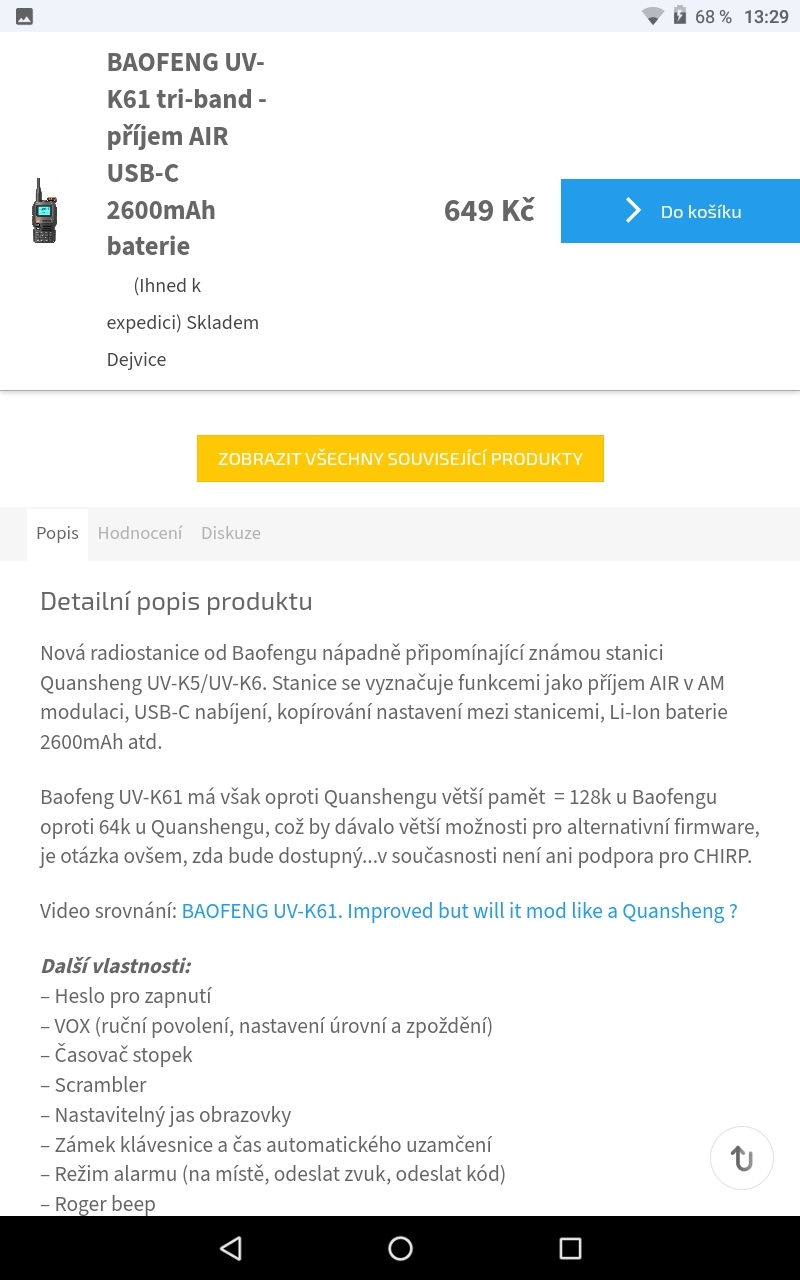 68 % 13:29
BAOFENG UV-
K61 tri-band -
příjem AIR
USB-C
2600mAh
baterie
(Ihned k
expedici) Skladem
Dejvice
649 Kč
Do košíku
ZOBRAZIT VŠECHNY SOUVISEJÍCÍ PRODUKTY
Popis Hodnocení Diskuze
Detailní popis produktu
Nová radiostanice od Baofengu nápadně připomínající známou stanici
Quansheng UV-K5/UV-K6. Stanice se vyznačuje funkcemi jako příjem AIR v AM
modulaci, USB-C nabíjení, kopírování nastavení mezi stanicemi, Li-Ion baterie
2600mAh atd.
Baofeng UV-K61 má však oproti Quanshengu větší pamět  = 128k u Baofengu
oproti 64k u Quanshengu, což by dávalo větší možnosti pro alternativní firmware,
je otázka ovšem, zda bude dostupný...v současnosti není ani podpora pro CHIRP.
Video srovnání: BAOFENG UV-K61. Improved but will it mod like a Quansheng ?
Další vlastnosti:
– Heslo pro zapnutí
– VOX (ruční povolení, nastavení úrovní a zpoždění)
– Časovač stopek
– Scrambler
– Nastavitelný jas obrazovky
– Zámek klávesnice a čas automatického uzamčení
– Režim alarmu (na místě, odeslat zvuk, odeslat kód)
– Roger beep